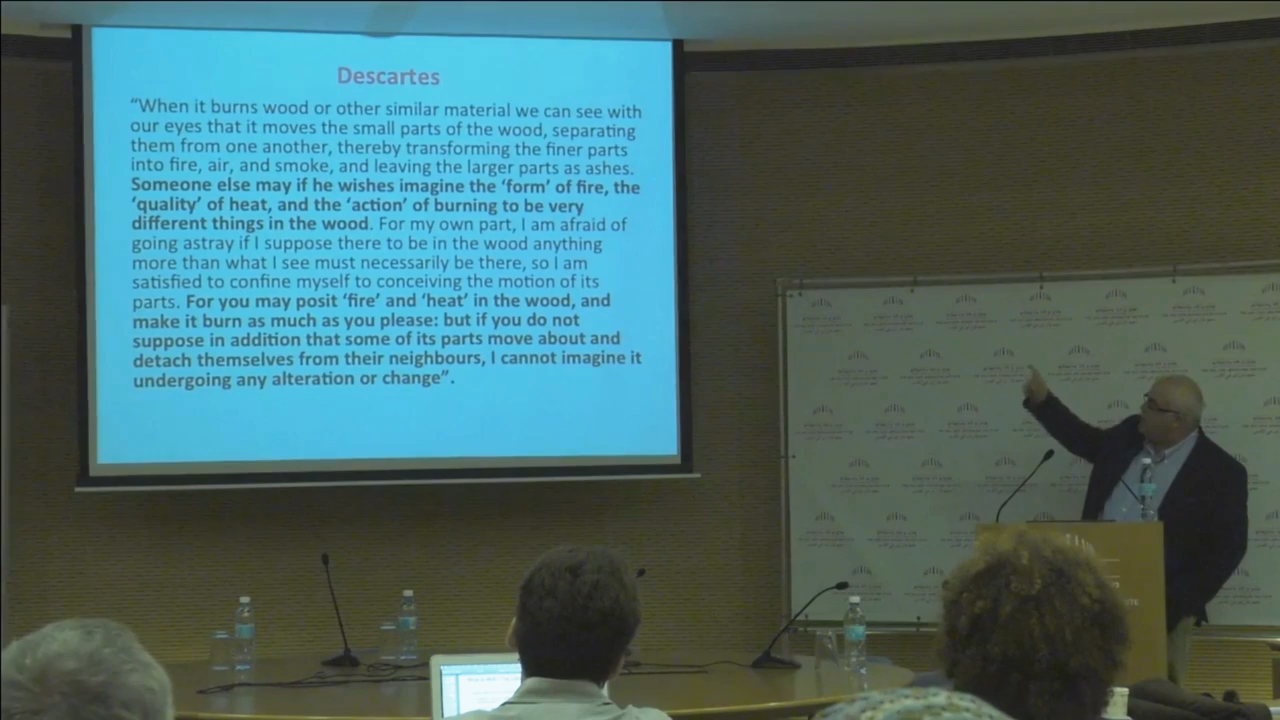 Descartes
“When it burns wood or other similar material we can see with
our eyes that it moves the small parts of the wood, separating
them from one another, thereby transforming the finer parts
into fire, air, and smoke, and leaving the larger parts as ashes.
Someone else may if he wishes imagine the ‘form’ of fire, the
‘quality’ of heat, and the ‘action’ of burning to be very
different things in the wood. For my own part, I am afraid of
going astray if I suppose there to be in the wood anything
more than what I see must necessarily be there, so I am
satisfied to confine myself to conceiving the motion of its
parts. For you may posit ‘fire’ and ‘heat’ in the wood, and
make it burn as much as you please: but if you do not
suppose in addition that some of its parts move about and
detach themselves from their neighbours, I cannot imagine it
undergoing any alteration or change”.